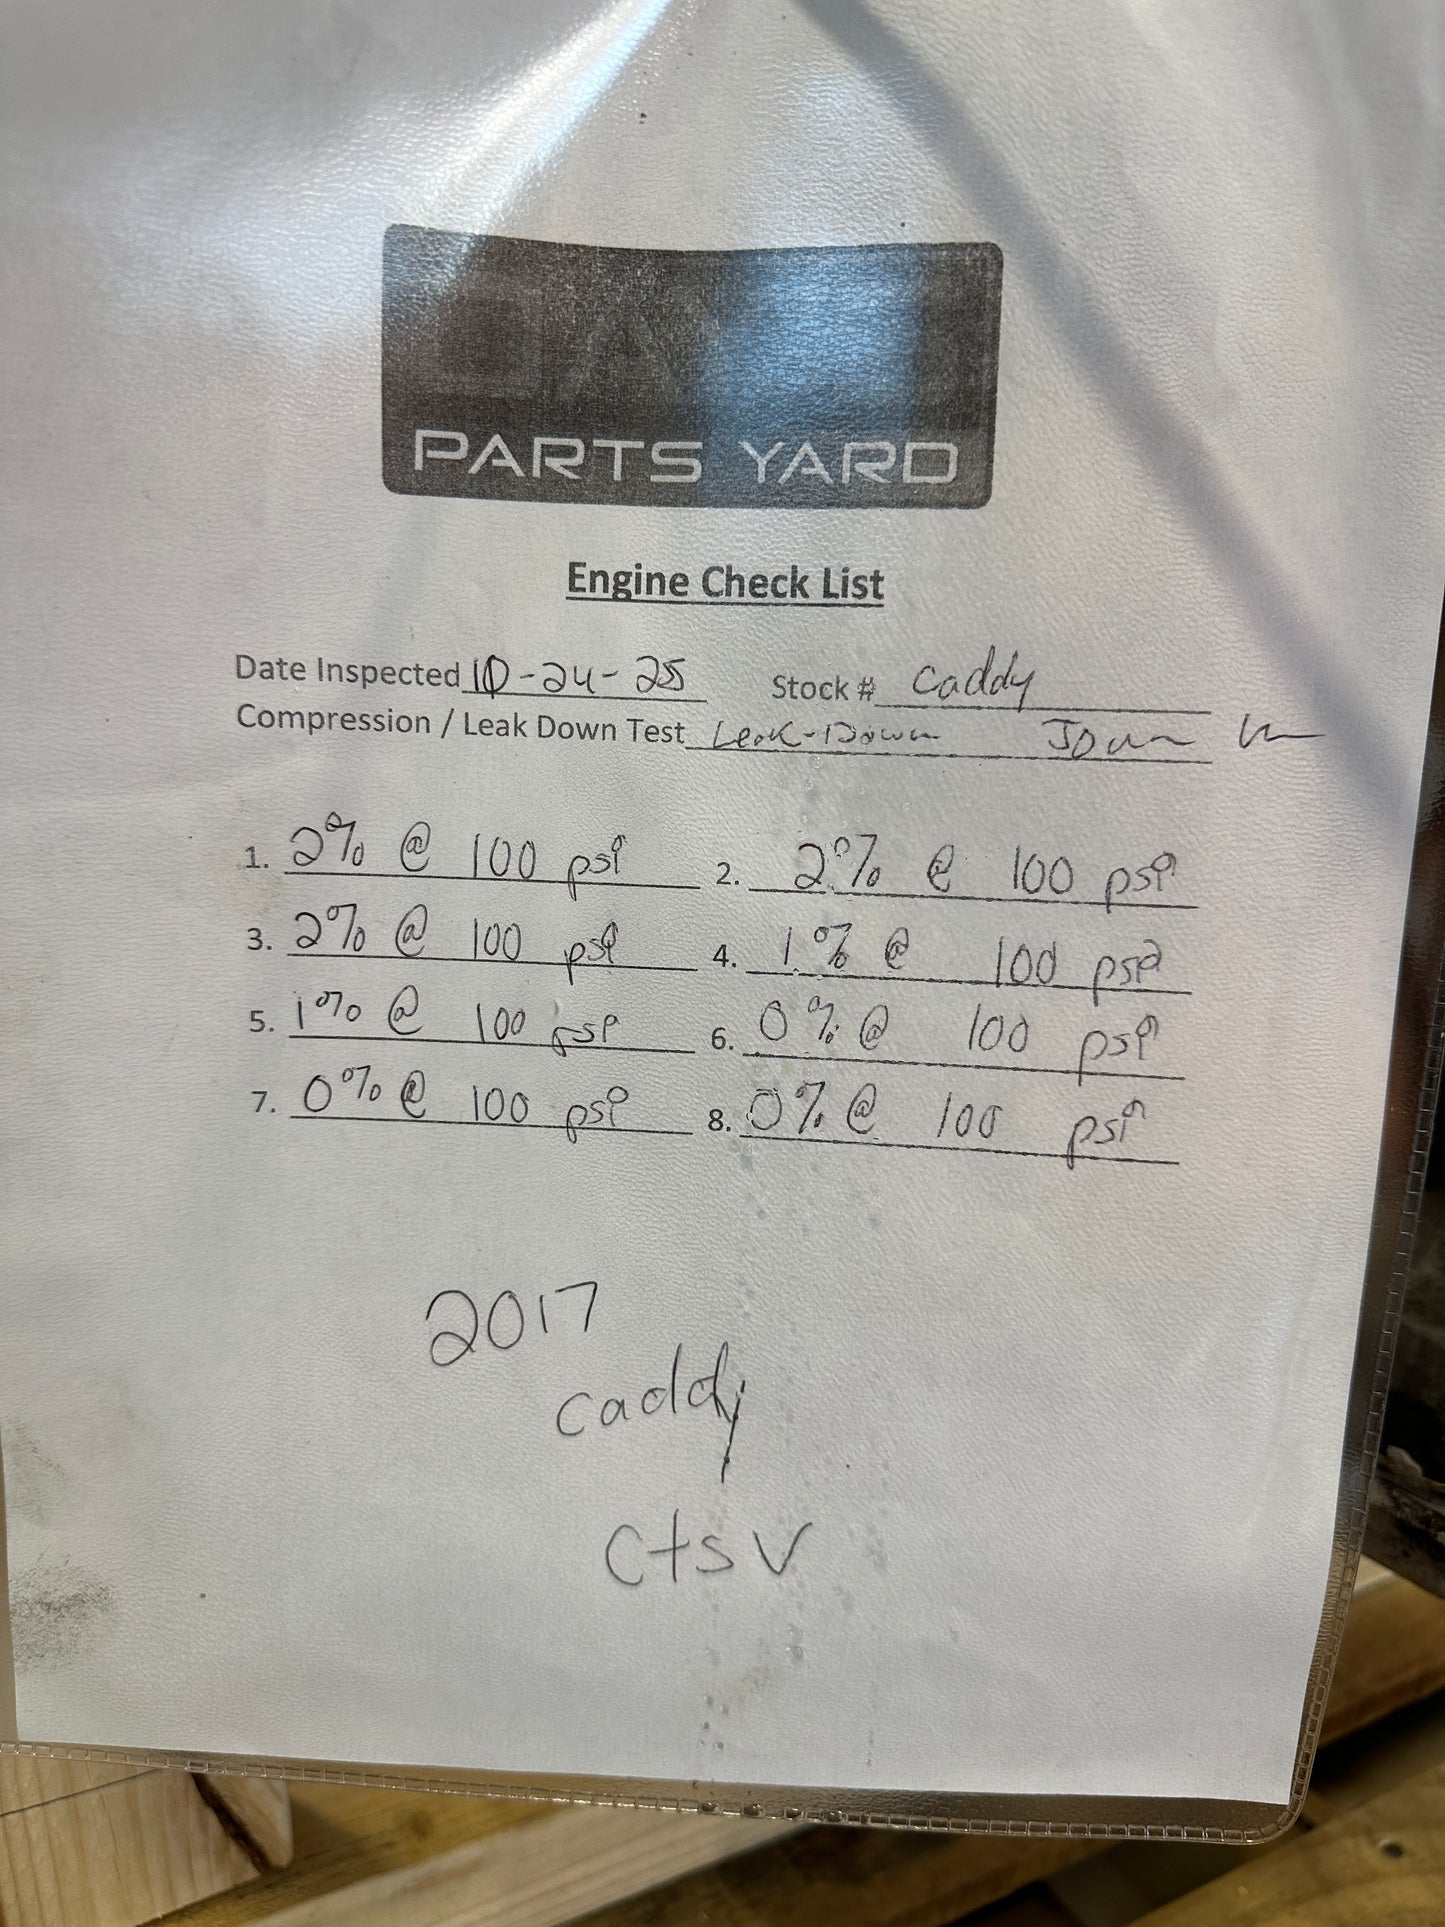 PARTS YARD
Engine Check List
Date Inspected 10-24-25 Stock # Caddy
Compression / Leak Down Test Leak-Down
1. 2% @ 100 psi 2. 2% @ 100 psi
3. 2% @ 100 psi 4. 1% @ 100 psi
5. 1% @ 100 psi 6. 0% @ 100 psi
7. 0% @ 100 psi 8. 0% @ 100 psi
2017
caddy
ctsv